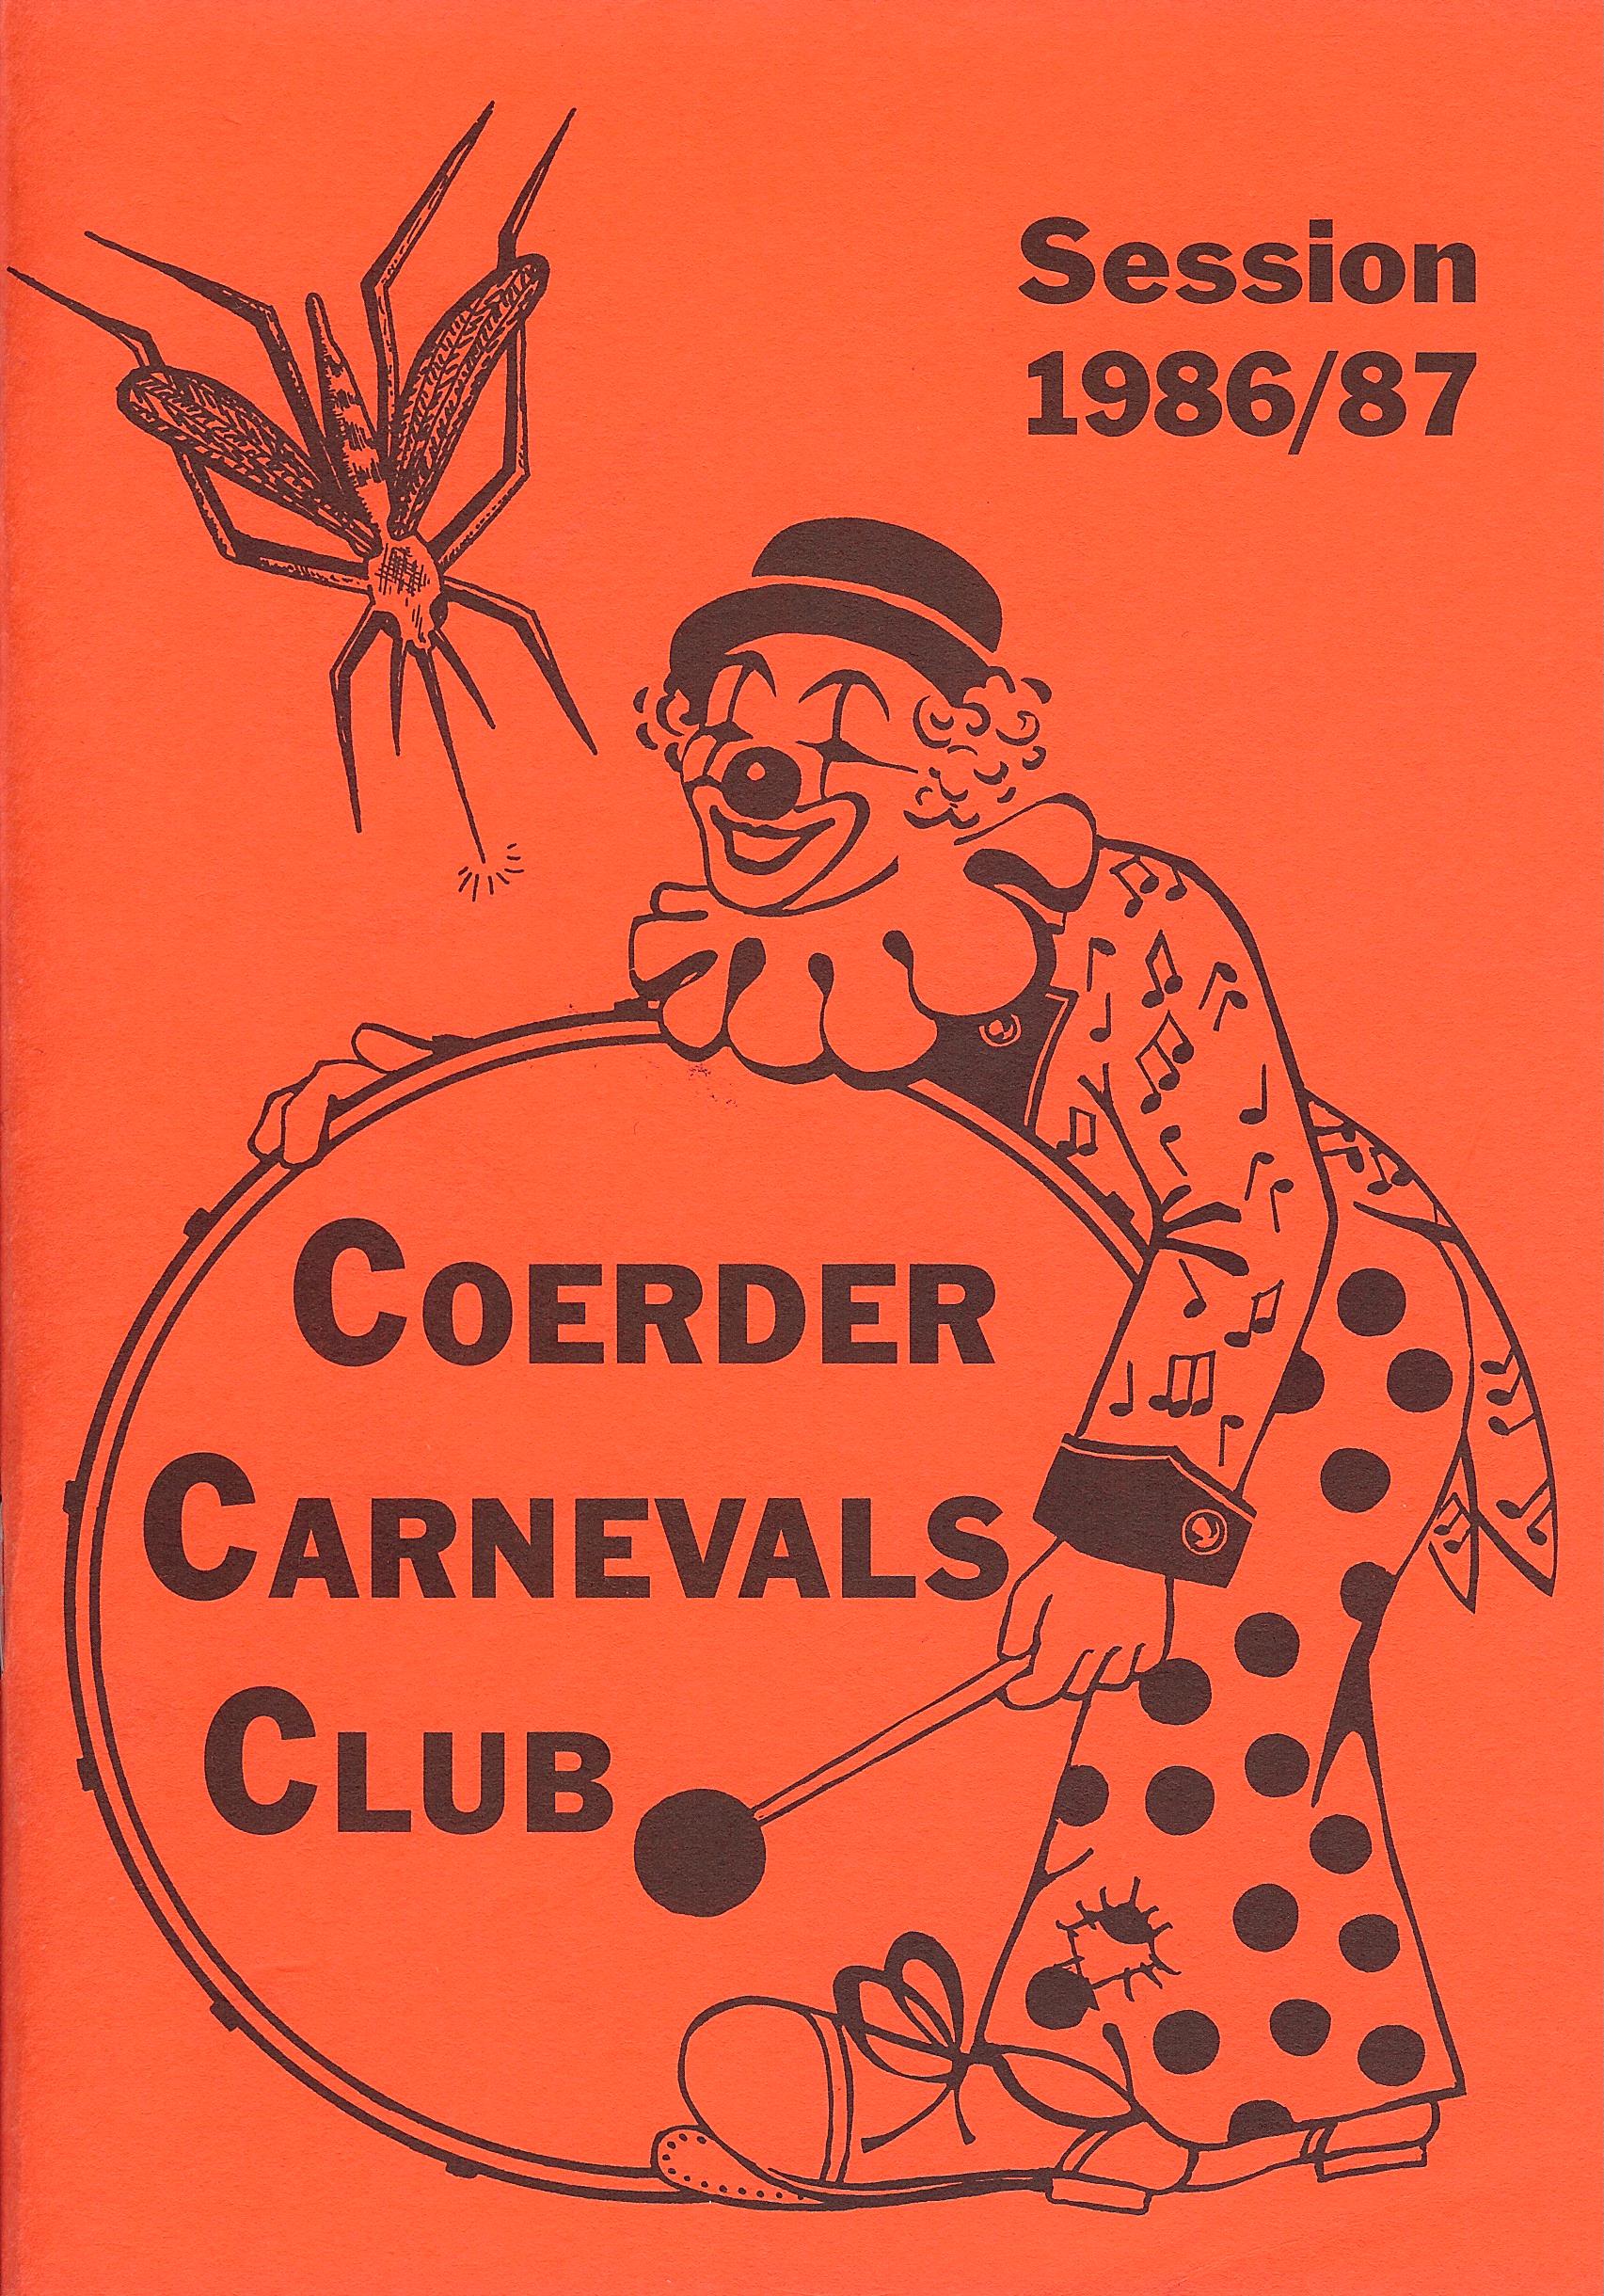 Session
1986/87
COERDER
CARNEVALS
CLUB